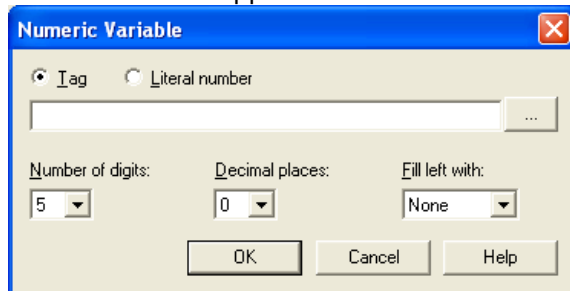 Numeric Variable
Tag Literal number
...
Number of digits: Decimal places: Fill left with:
5 0 None
OK Cancel Help